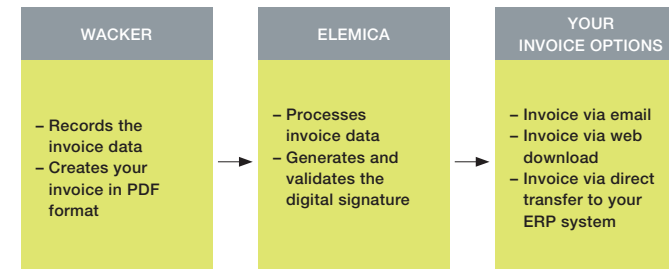 WACKER
– Records the
invoice data
– Creates your
invoice in PDF
format
ELEMICA
– Processes
invoice data
– Generates and
validates the
digital signature
YOUR
INVOICE OPTIONS
– Invoice via email
– Invoice via web
download
– Invoice via direct
transfer to your
ERP system